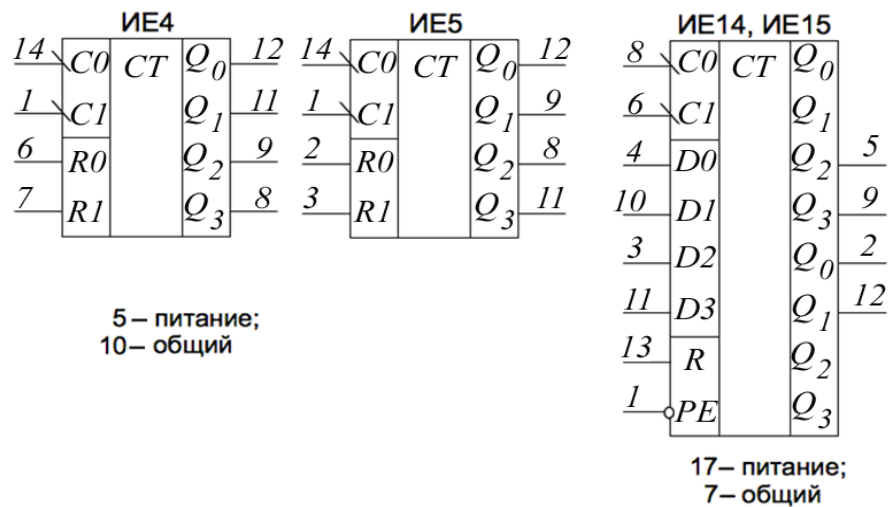 ИЕ4
14 C0 CT Q0 12
1 C1 Q1 11
6 R0 Q2 9
7 R1 Q3 8
5 – питание;
10 – общий
ИЕ5
14 C0 CT Q0 12
1 C1 Q1 9
2 R0 Q2 8
3 R1 Q3 11
ИЕ14, ИЕ15
8 C0 CT Q0
6 C1 Q1
4 D0 Q2 5
10 D1 Q3 9
3 D2 Q0 2
11 D3 Q1 12
13 R Q2
1 PE Q3
17 – питание;
7 – общий